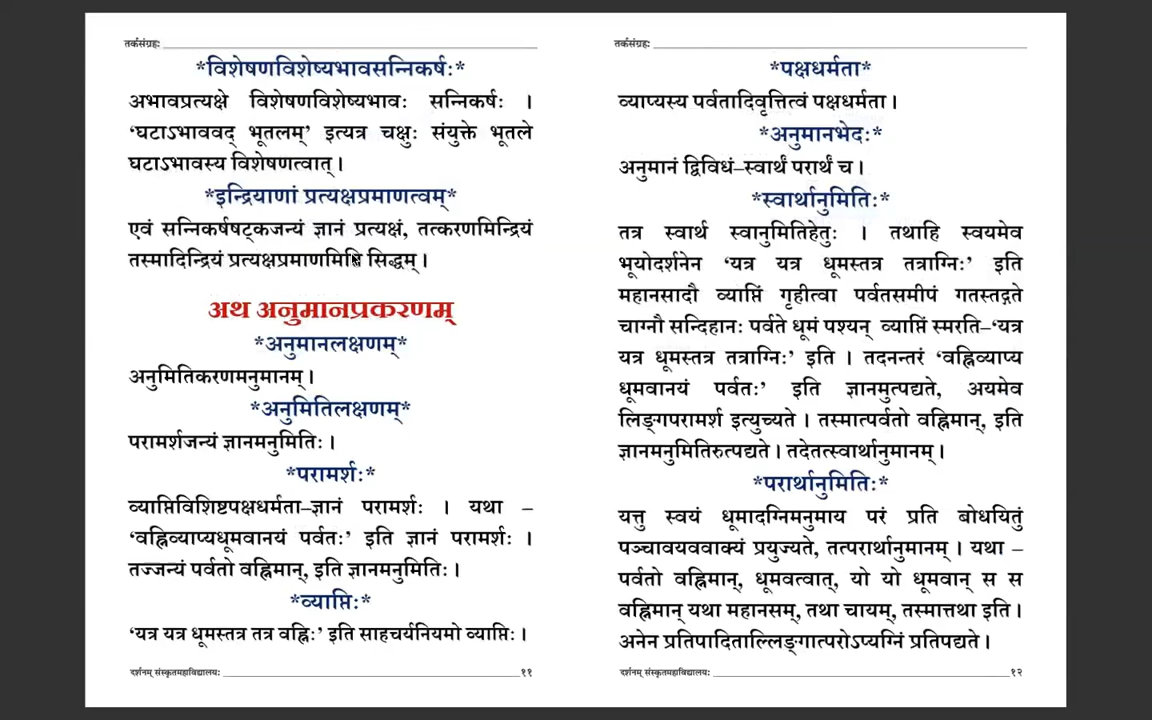 तर्कसंग्रहः
*विशेषणविशेष्यभावसन्निकर्षः*
अभावप्रत्यक्षे विशेषणविशेष्यभावः सन्निकर्षः ।
‘घटाऽभाववद् भूतलम्’ इत्यत्र चक्षुः संयुक्ते भूतले
घटाऽभावस्य विशेषणत्वात् ।
*इन्द्रियाणां प्रत्यक्षप्रमाणत्वम्*
एवं सन्निकर्षषट्कजन्यं ज्ञानं प्रत्यक्षं, तत्करणमिन्द्रियं
तस्मादिन्द्रियं प्रत्यक्षप्रमाणमिति सिद्धम् ।
अथ अनुमानप्रकरणम्
*अनुमानलक्षणम्*
अनुमितिकरणमनुमानम् ।
*अनुमितिलक्षणम्*
परामर्शजन्यं ज्ञानमनुमितिः ।
*परामर्शः*
व्याप्तिविशिष्टपक्षधर्मता–ज्ञानं परामर्शः । यथा –
‘वह्निव्याप्यधूमवानयं पर्वतः’ इति ज्ञानं परामर्शः ।
तज्जन्यं पर्वतो वह्निमान्, इति ज्ञानमनुमितिः ।
*व्याप्तिः*
‘यत्र यत्र धूमस्तत्र तत्र वह्निः’ इति साहचर्यनियमो व्याप्तिः ।
दर्शनम् संस्कृतमहाविद्यालयः ११
तर्कसंग्रहः
*पक्षधर्मता*
व्याप्यस्य पर्वतादिवृत्तित्वं पक्षधर्मता ।
*अनुमानभेदः*
अनुमानं द्विविधं–स्वार्थं परार्थं च ।
*स्वार्थानुमितिः*
तत्र स्वार्थ स्वानुमितिहेतुः । तथाहि स्वयमेव
भूयोदर्शनेन ‘यत्र यत्र धूमस्तत्र तत्राग्निः’ इति
महानसादौ व्याप्तिं गृहीत्वा पर्वतसमीपं गतस्तद्गते
चाग्नौ सन्दिहानः पर्वते धूमं पश्यन् व्याप्तिं स्मरति–‘यत्र
यत्र धूमस्तत्र तत्राग्निः’ इति । तदनन्तरं ‘वह्निव्याप्य
धूमवानयं पर्वतः’ इति ज्ञानमुत्पद्यते, अयमेव
लिङ्गपरामर्श इत्युच्यते । तस्मात्पर्वतो वह्निमान्, इति
ज्ञानमनुमितिरुत्पद्यते । तदेतत्स्वार्थानुमानम् ।
*परार्थानुमितिः*
यत्तु स्वयं धूमादग्निमनुमाय परं प्रति बोधयितुं
पञ्चावयववाक्यं प्रयुज्यते, तत्परार्थानुमानम् । यथा –
पर्वतो वह्निमान्, धूमवत्वात्, यो यो धूमवान् स स
वह्निमान् यथा महानसम्, तथा चायम्, तस्मात्तथा इति ।
अनेन प्रतिपादिताल्लिङ्गात्परोऽप्यग्निं प्रतिपद्यते ।
दर्शनम् संस्कृतमहाविद्यालयः १२